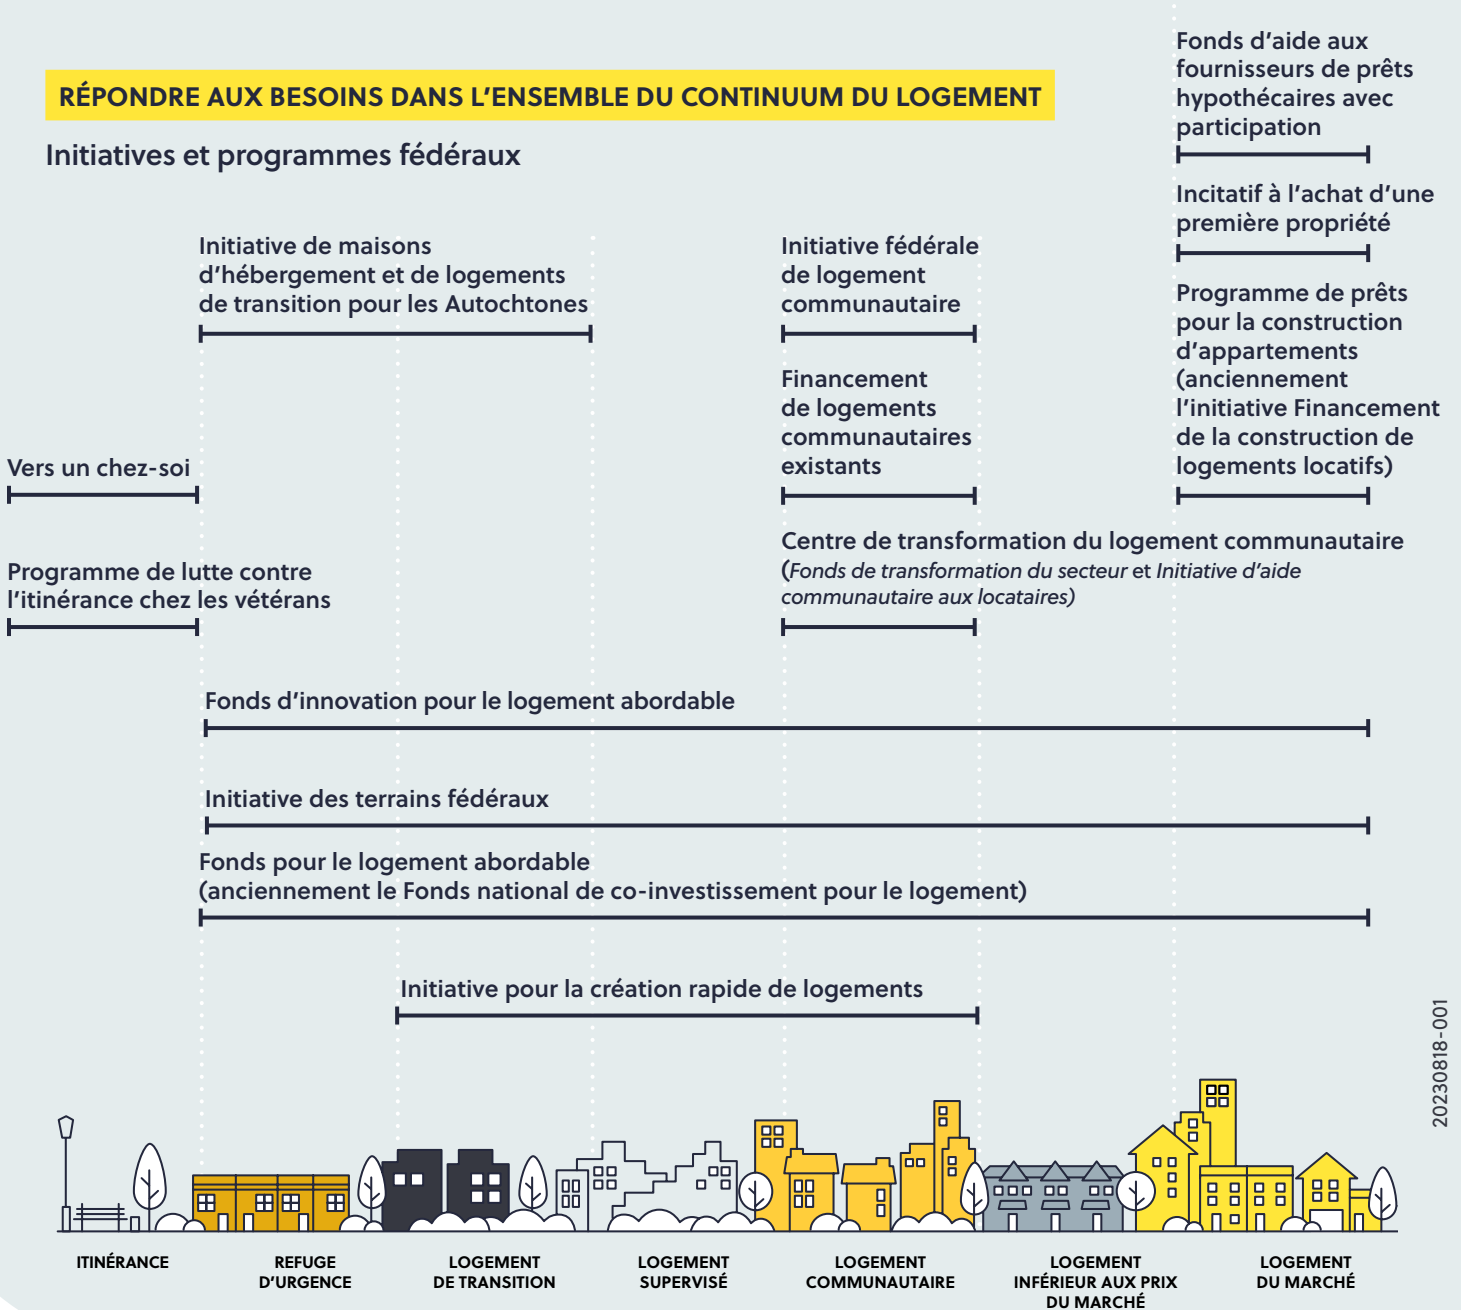 RÉPONDRE AUX BESOINS DANS L'ENSEMBLE DU CONTINUUM DU LOGEMENT
Initiatives et programmes fédéraux
Fonds d'aide aux
fournisseurs de prêts
hypothécaires avec
participation
Incitatif à l'achat d'une
première propriété
Programme de prêts
pour la construction
d'appartements
(anciennement
l'initiative Financement
de la construction de
logements locatifs)
Initiative de maisons
d'hébergement et de logements
de transition pour les Autochtones
Initiative fédérale
de logement
communautaire
Financement
de logements
communautaires
existants
Vers un chez-soi
Programme de lutte contre
l'itinérance chez les vétérans
Centre de transformation du logement communautaire
(Fonds de transformation du secteur et Initiative d'aide
communautaire aux locataires)
Fonds d'innovation pour le logement abordable
Initiative des terrains fédéraux
Fonds pour le logement abordable
(anciennement le Fonds national de co-investissement pour le logement)
Initiative pour la création rapide de logements
20230818-001
ITINÉRANCE
REFUGE
D'URGENCE
LOGEMENT
DE TRANSITION
LOGEMENT
SUPERVISÉ
LOGEMENT
COMMUNAUTAIRE
LOGEMENT
INFÉRIEUR AUX PRIX
DU MARCHÉ
LOGEMENT
DU MARCHÉ